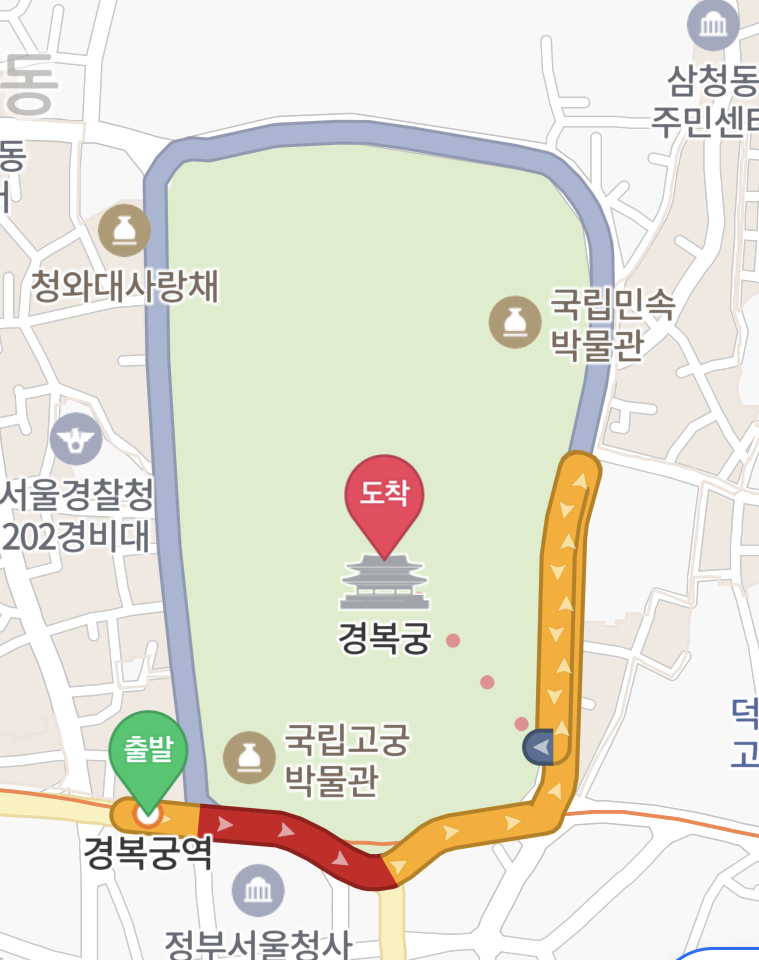 동
삼청동
주민센터
동
청와대사랑채
국립민속
박물관
서울경찰청
202경비대
도착
경복궁
덕
고
출발
국립고궁
박물관
경복궁역
정부서울청사